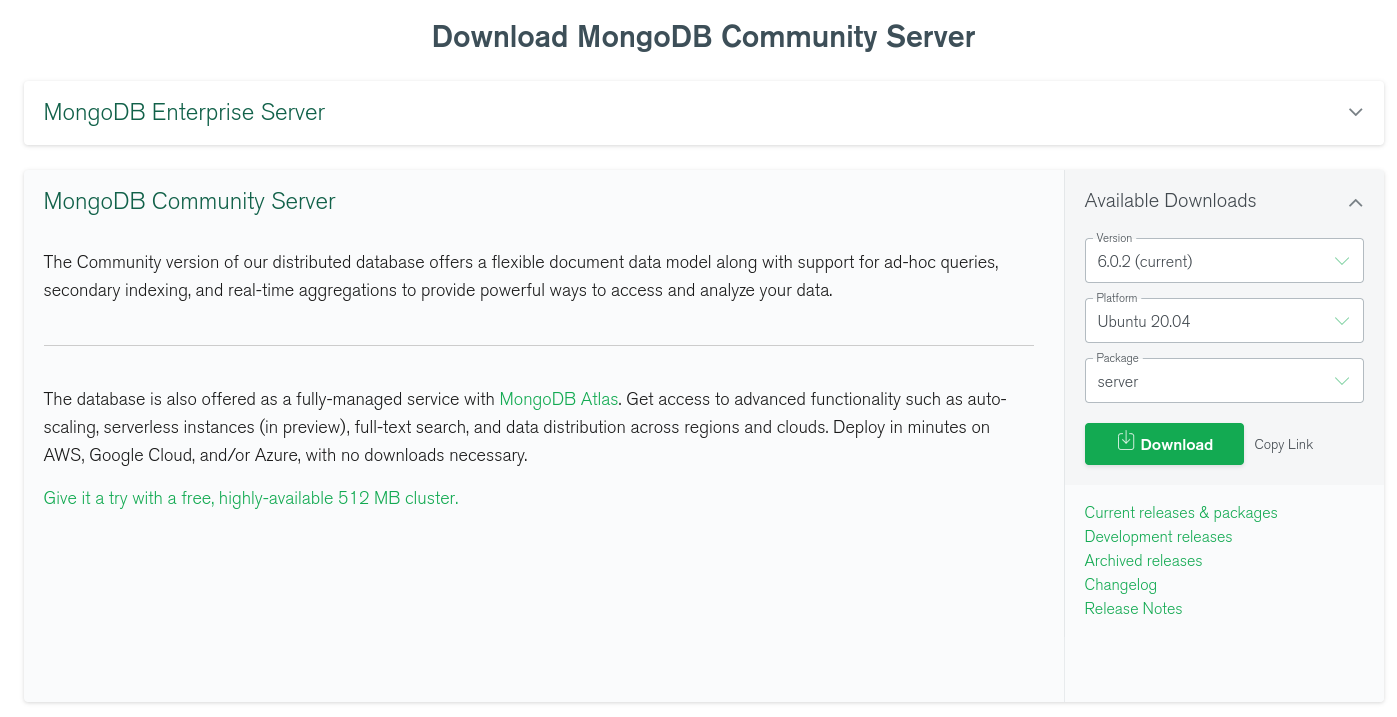 Download MongoDB Community Server
MongoDB Enterprise Server
MongoDB Community Server
The Community version of our distributed database offers a flexible document data model along with support for ad-hoc queries,
secondary indexing, and real-time aggregations to provide powerful ways to access and analyze your data.
The database is also offered as a fully-managed service with MongoDB Atlas. Get access to advanced functionality such as auto-
scaling, serverless instances (in preview), full-text search, and data distribution across regions and clouds. Deploy in minutes on
AWS, Google Cloud, and/or Azure, with no downloads necessary.
Give it a try with a free, highly-available 512 MB cluster.
Available Downloads
Version
6.0.2 (current)
Platform
Ubuntu 20.04
Package
server
Download Copy Link
Current releases & packages
Development releases
Archived releases
Changelog
Release Notes